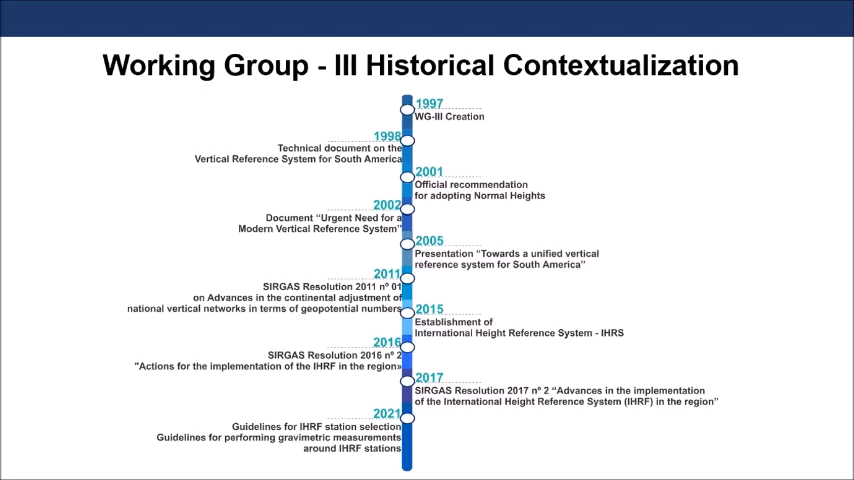 Working Group - III Historical Contextualization
1997
WG-III Creation
1998
Technical document on the
Vertical Reference System for South America
2001
Official recommendation
for adopting Normal Heights
2002
Document “Urgent Need for a
Modern Vertical Reference System”
2005
Presentation “Towards a unified vertical
reference system for South America”
2011
SIRGAS Resolution 2011 nº 01
on Advances in the continental adjustment of
national vertical networks in terms of geopotential numbers
2015
Establishment of
International Height Reference System - IHRS
2016
SIRGAS Resolution 2016 nº 2
"Actions for the implementation of the IHRF in the region»
2017
SIRGAS Resolution 2017 nº 2 “Advances in the implementation
of the International Height Reference System (IHRF) in the region”
2021
Guidelines for IHRF station selection
Guidelines for performing gravimetric measurements
around IHRF stations